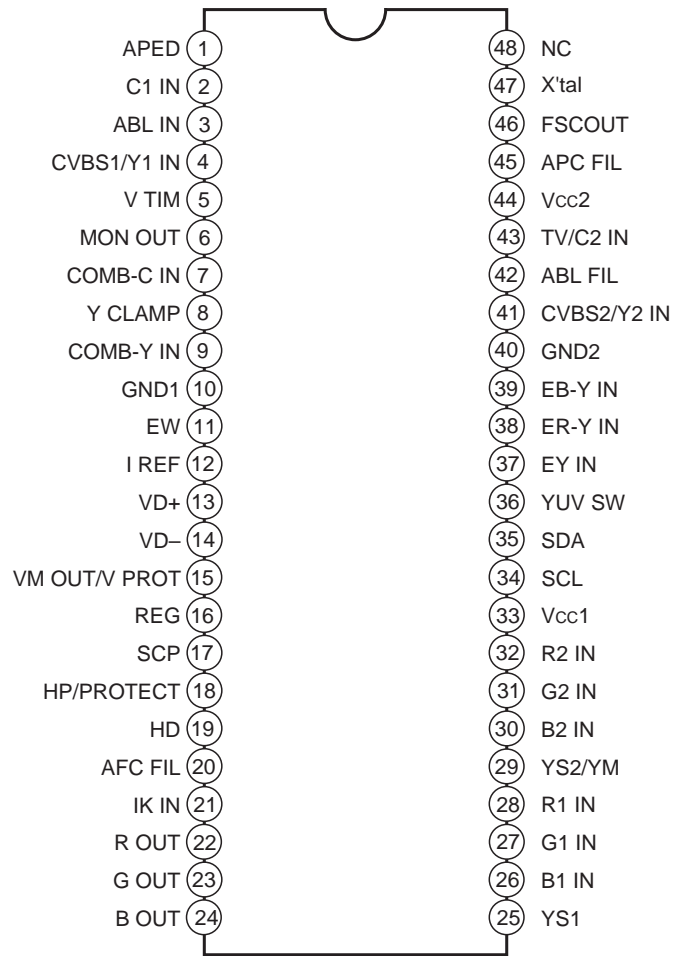 APED 1 48 NC
C1 IN 2 47 X'tal
ABL IN 3 46 FSCOUT
CVBS1/Y1 IN 4 45 APC FIL
V TIM 5 44 Vcc2
MON OUT 6 43 TV/C2 IN
COMB-C IN 7 42 ABL FIL
Y CLAMP 8 41 CVBS2/Y2 IN
COMB-Y IN 9 40 GND2
GND1 10 39 EB-Y IN
EW 11 38 ER-Y IN
I REF 12 37 EY IN
VD+ 13 36 YUV SW
VD– 14 35 SDA
VM OUT/V PROT 15 34 SCL
REG 16 33 Vcc1
SCP 17 32 R2 IN
HP/PROTECT 18 31 G2 IN
HD 19 30 B2 IN
AFC FIL 20 29 YS2/YM
IK IN 21 28 R1 IN
R OUT 22 27 G1 IN
G OUT 23 26 B1 IN
B OUT 24 25 YS1